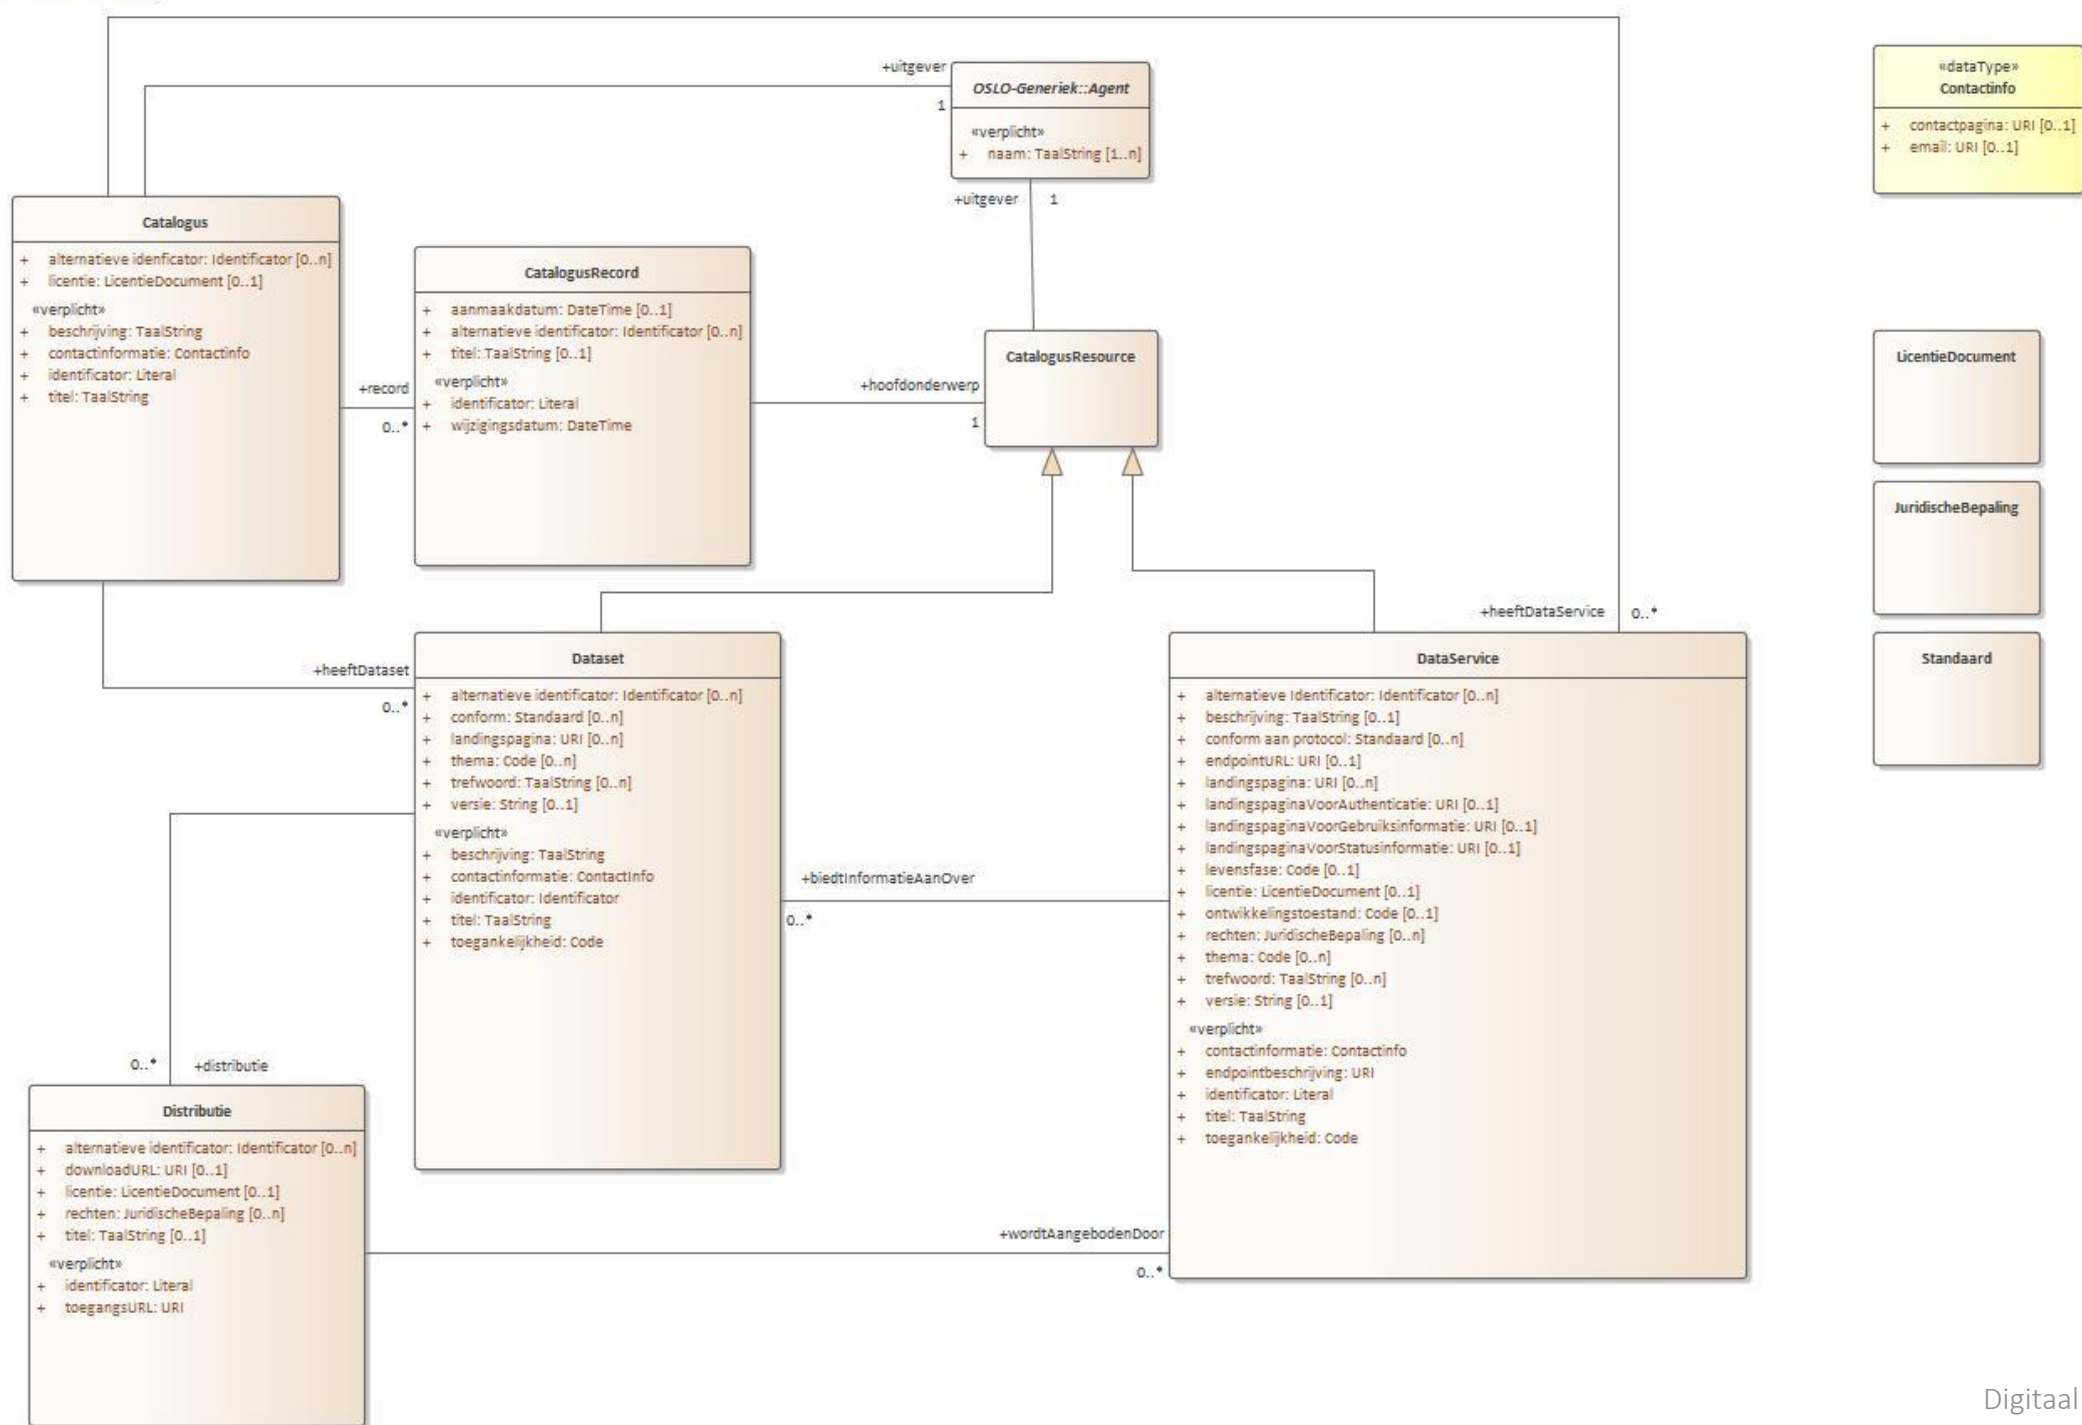 +uitgever
1
OSLO-Generiek::Agent
«verplicht»
+ naam: TaalString [1..n]
+uitgever 1
«dataType»
Contactinfo
+ contactpagina: URI [0..1]
+ email: URI [0..1]
Catalogus
+ alternatieve idenficator: Identificator [0..n]
+ licentie: LicentieDocument [0..1]
«verplicht»
+ beschrijving: TaalString
+ contactinformatie: Contactinfo
+ identificator: Literal
+ titel: TaalString
+record
0..*
CatalogusRecord
+ aanmaakdatum: DateTime [0..1]
+ alternatieve identificator: Identificator [0..n]
+ titel: TaalString [0..1]
«verplicht»
+ identificator: Literal
+ wijzigingsdatum: DateTime
+hoofdonderwerp
1
CatalogusResource
LicentieDocument
JuridischeBepaling
Standaard
+heeftDataService 0..*
+heeftDataset
0..*
Dataset
+ alternatieve identificator: Identificator [0..n]
+ conform: Standaard [0..n]
+ landingspagina: URI [0..n]
+ thema: Code [0..n]
+ trefwoord: TaalString [0..n]
+ versie: String [0..1]
«verplicht»
+ beschrijving: TaalString
+ contactinformatie: ContactInfo
+ identificator: Identificator
+ titel: TaalString
+ toegankelijkheid: Code
+biedtInformatieAanOver
0..*
DataService
+ alternatieve Identificator: Identificator [0..n]
+ beschrijving: TaalString [0..1]
+ conform aan protocol: Standaard [0..n]
+ endpointURL: URI [0..1]
+ landingspagina: URI [0..n]
+ landingspaginaVoorAuthenticatie: URI [0..1]
+ landingspaginaVoorGebruiksinformatie: URI [0..1]
+ landingspaginaVoorStatusinformatie: URI [0..1]
+ levensfase: Code [0..1]
+ licentie: LicentieDocument [0..1]
+ ontwikkelingstoestand: Code [0..1]
+ rechten: JuridischeBepaling [0..n]
+ thema: Code [0..n]
+ trefwoord: TaalString [0..n]
+ versie: String [0..1]
«verplicht»
+ contactinformatie: Contactinfo
+ endpointbeschrijving: URI
+ identificator: Literal
+ titel: TaalString
+ toegankelijkheid: Code
0..* +distributie
Distributie
+ alternatieve identificator: Identificator [0..n]
+ downloadURL: URI [0..1]
+ licentie: LicentieDocument [0..1]
+ rechten: JuridischeBepaling [0..n]
+ titel: TaalString [0..1]
«verplicht»
+ identificator: Literal
+ toegangsURL: URI
+wordtAangebodenDoor
0..*
Digitaal